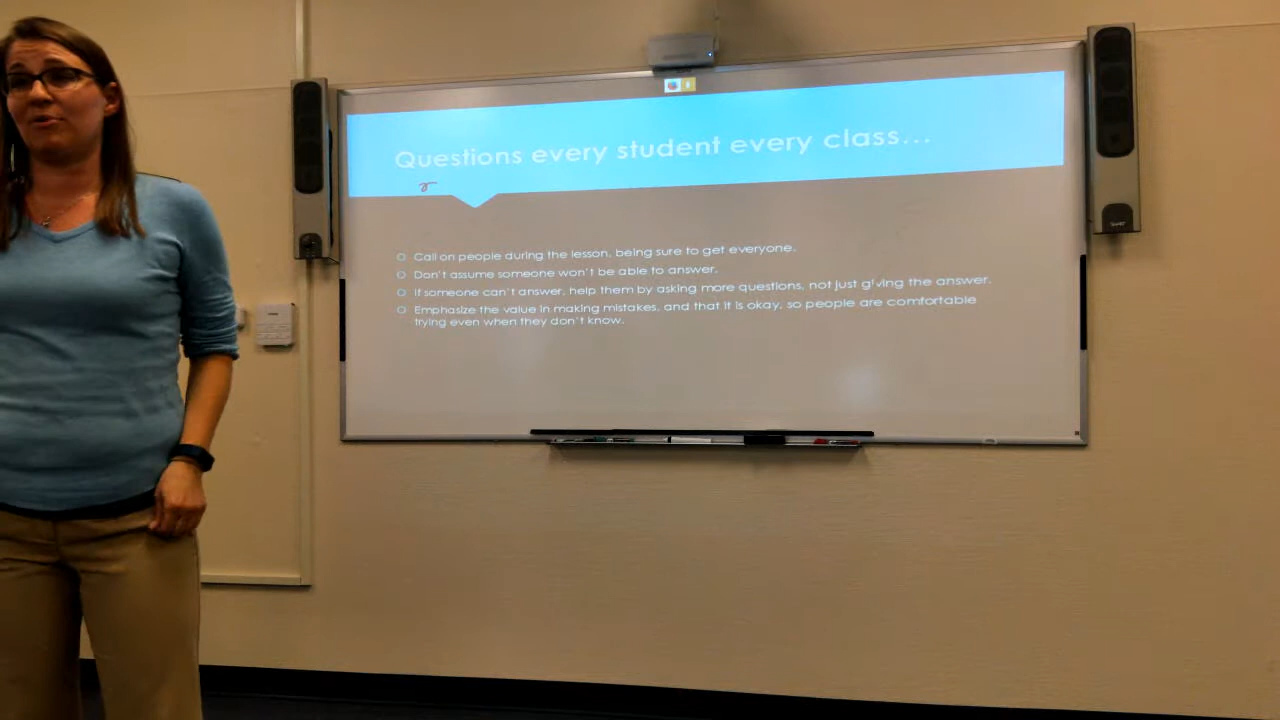 Questions every student every class...
Call on people during the lesson, being sure to get everyone.
Don't assume someone won't be able to answer.
If someone can't answer, help them by asking more questions, not just giving the answer.
Emphasize the value in making mistakes, and that it is okay, so people are comfortable
trying even when they don't know.